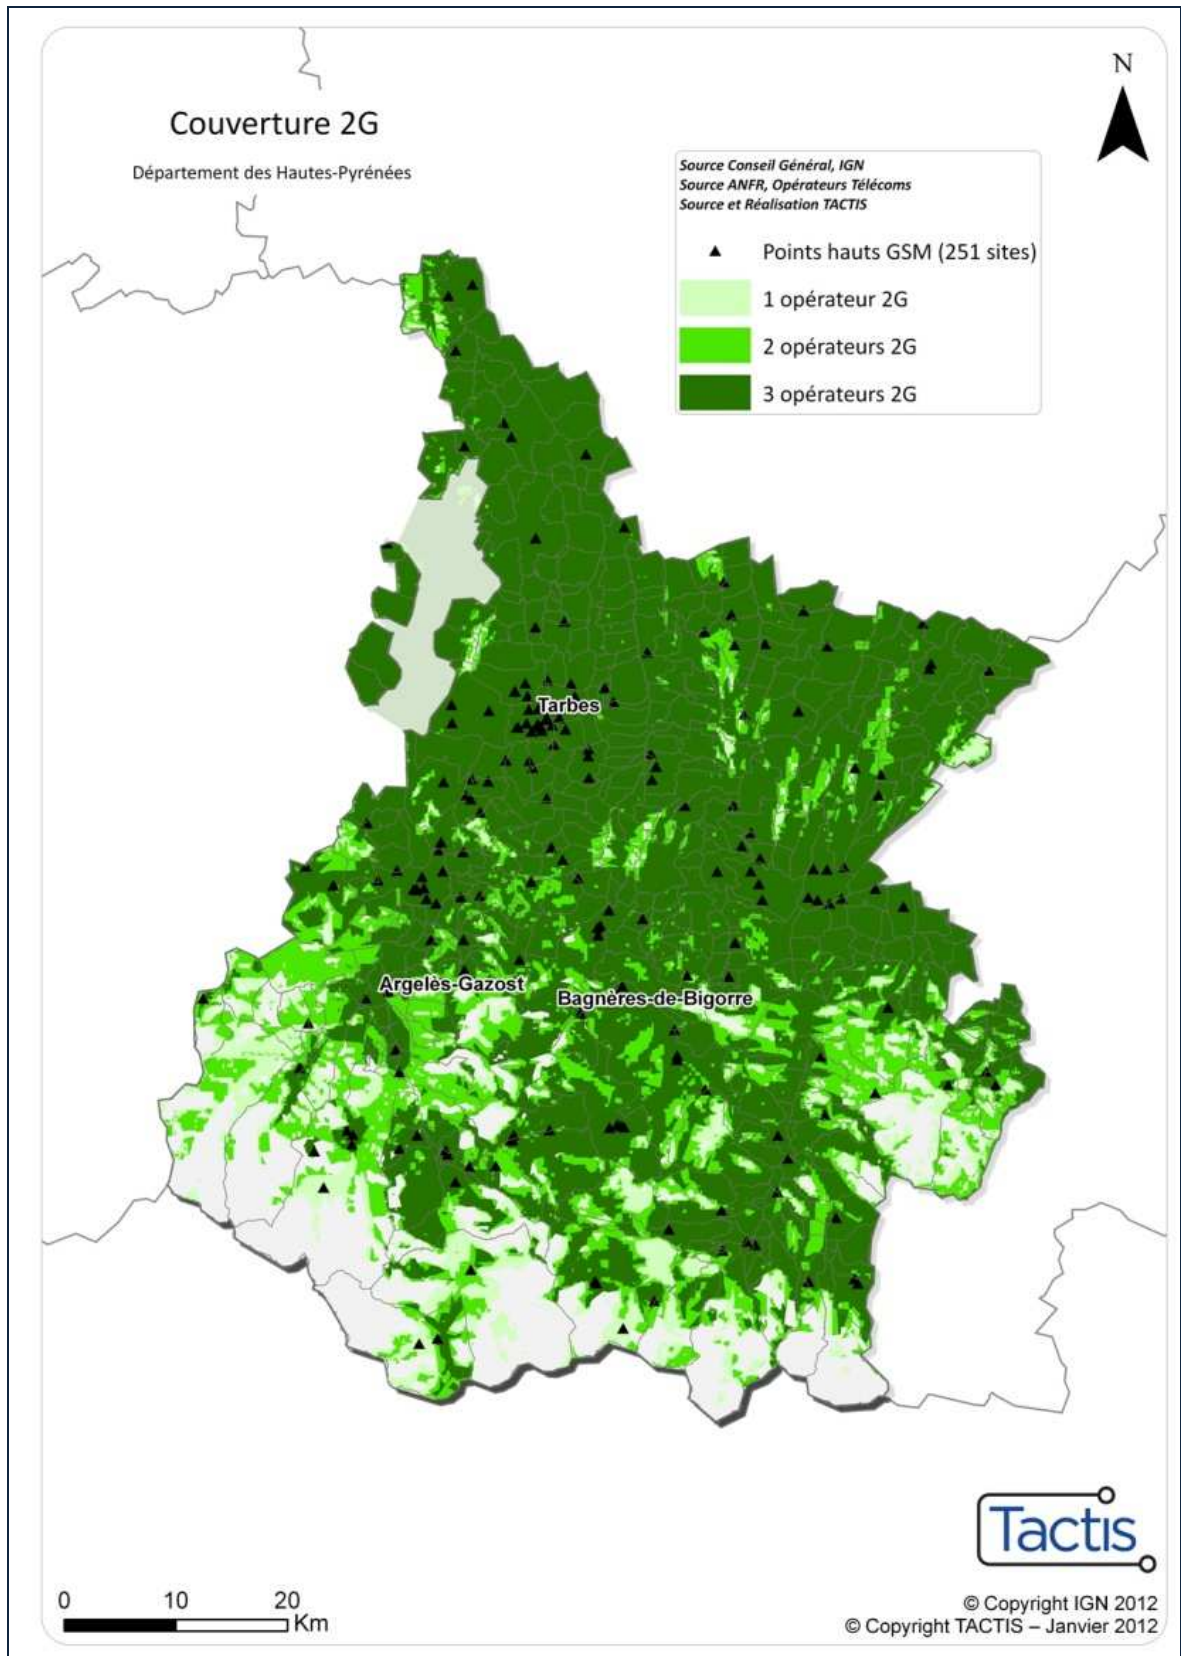 Couverture 2G
Département des Hautes-Pyrénées
N
Source Conseil Général, IGN
Source ANFR, Opérateurs Télécoms
Source et Réalisation TACTIS
Points hauts GSM (251 sites)
1 opérateur 2G
2 opérateurs 2G
3 opérateurs 2G
Tarbes
Argelès-Gazost
Bagnères-de-Bigorre
Tactis
0 10 20
Km
© Copyright IGN 2012
© Copyright TACTIS – Janvier 2012